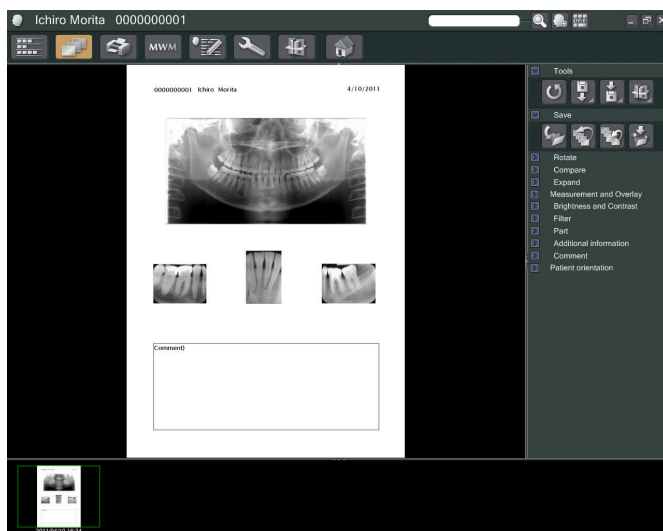 Ichiro Morita 0000000001
MWM
0000000001 Ichiro Morita
4/10/2011
Comment)
Tools
Save
Rotate
Compare
Expand
Measurement and Overlay
Brightness and Contrast
Filter
Part
Additional information
Comment
Patient orientation